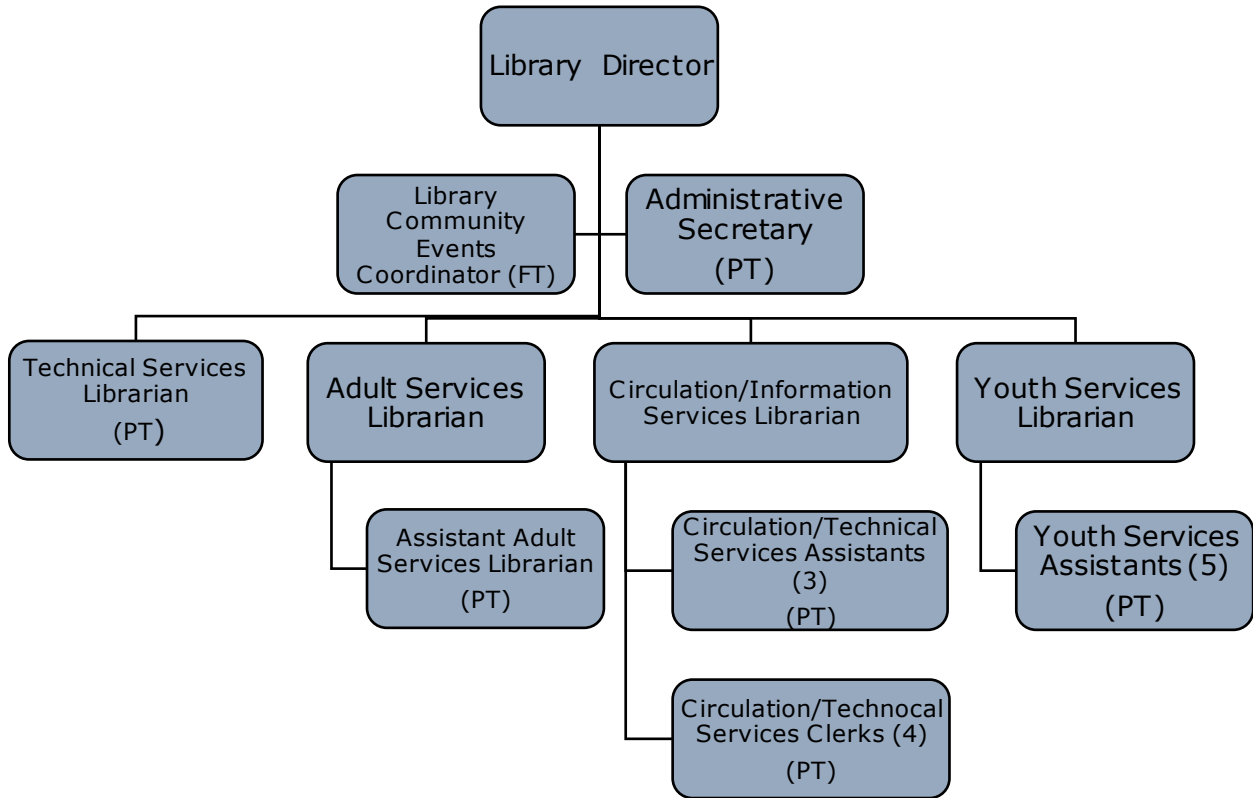 Library Director
Library
Community
Events
Coordinator (FT)
Administrative
Secretary
(PT)
Technical Services
Librarian
(PT)
Adult Services
Librarian
Circulation/Information
Services Librarian
Youth Services
Librarian
Assistant Adult
Services Librarian
(PT)
Circulation/Technical
Services Assistants
(3)
(PT)
Youth Services
Assistants (5)
(PT)
Circulation/Technocal
Services Clerks (4)
(PT)